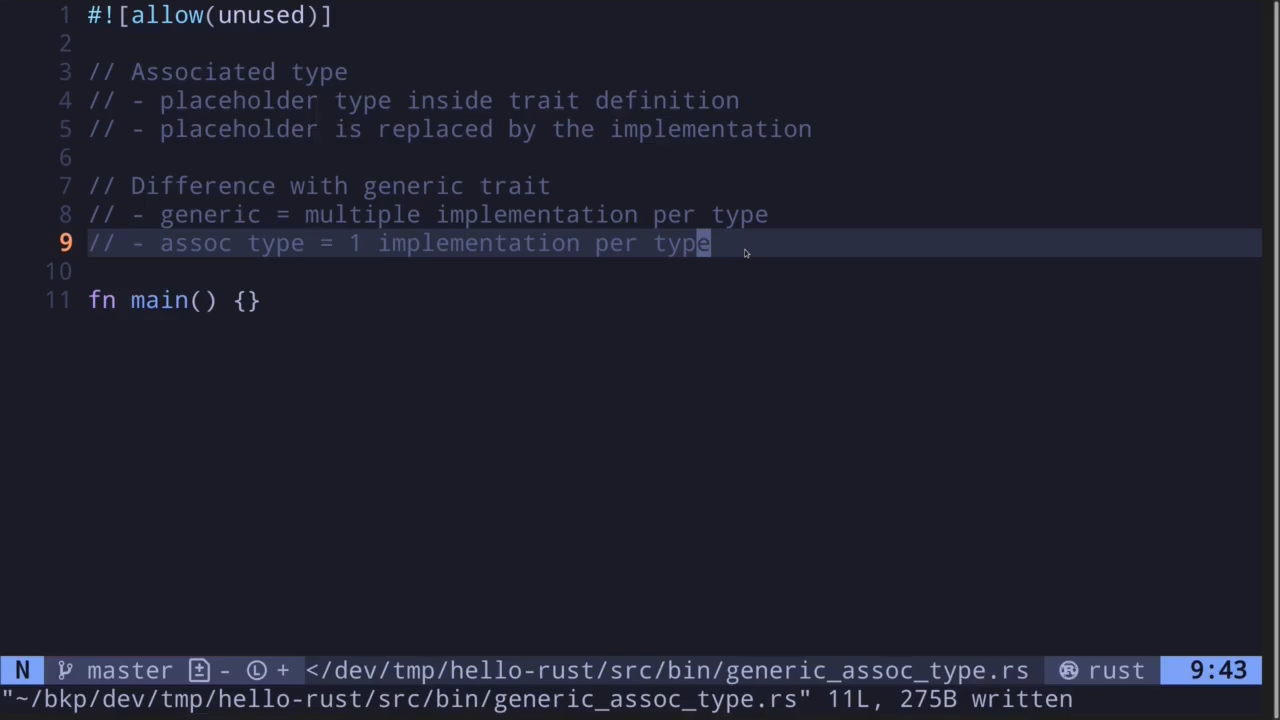 1 #![allow(unused)]
2
3 // Associated type
4 // - placeholder type inside trait definition
5 // - placeholder is replaced by the implementation
6
7 // Difference with generic trait
8 // - generic = multiple implementation per type
9 // - assoc type = 1 implementation per type
10
11 fn main() {}
N master - + </dev/tmp/hello-rust/src/bin/generic_assoc_type.rs rust 9:43
"~/bkp/dev/tmp/hello-rust/src/bin/generic_assoc_type.rs" 11L, 275B written